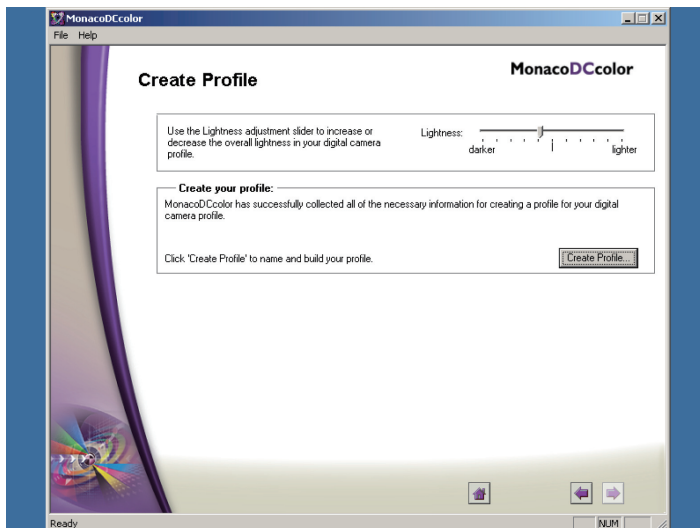 MonacoDCcolor
File Help
Create Profile
MonacoDCcolor
Use the Lightness adjustment slider to increase or
decrease the overall lightness in your digital camera
profile.
Lightness:
darker
lighter
Create your profile:
MonacoDCcolor has successfully collected all of the necessary information for creating a profile for your digital
camera profile.
Click 'Create Profile' to name and build your profile.
Create Profile...
Ready
NUM